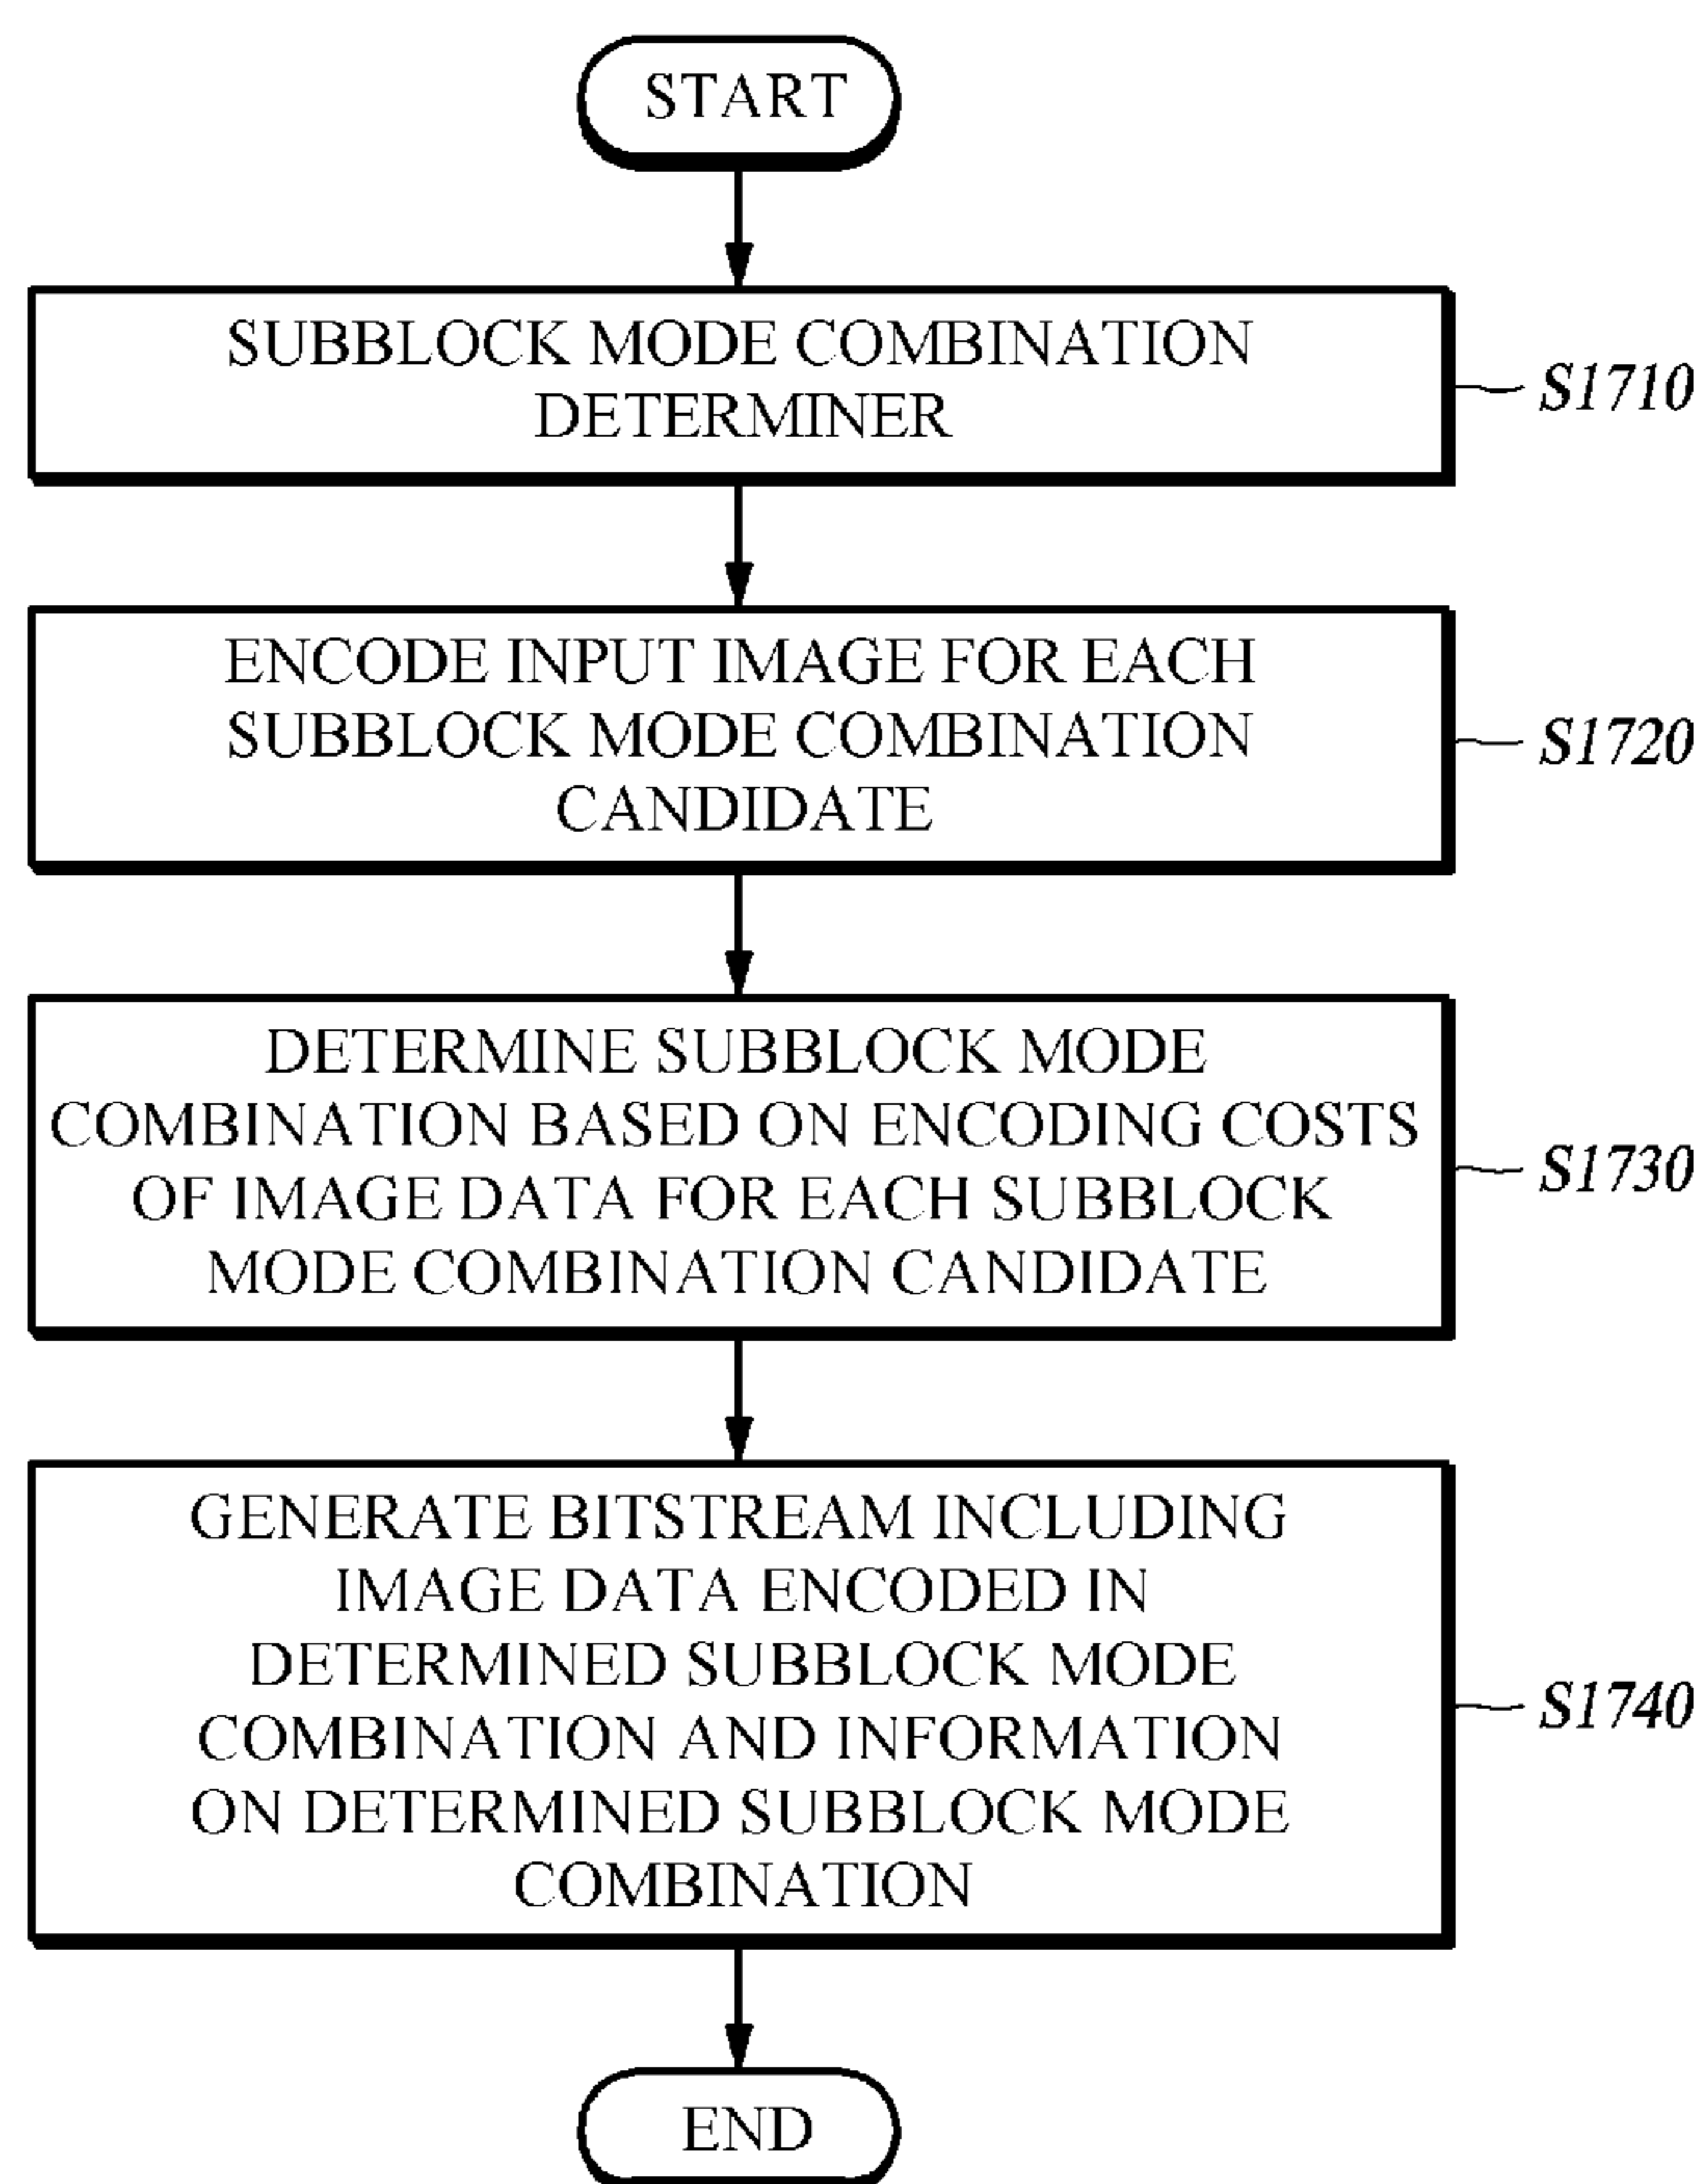 START
SUBBLOCK MODE COMBINATION
DETERMINER
S1710
ENCODE INPUT IMAGE FOR EACH
SUBBLOCK MODE COMBINATION
CANDIDATE
S1720
DETERMINE SUBBLOCK MODE
COMBINATION BASED ON ENCODING COSTS
OF IMAGE DATA FOR EACH SUBBLOCK
MODE COMBINATION CANDIDATE
S1730
GENERATE BITSTREAM INCLUDING
IMAGE DATA ENCODED IN
DETERMINED SUBBLOCK MODE
COMBINATION AND INFORMATION
ON DETERMINED SUBBLOCK MODE
COMBINATION
S1740
END